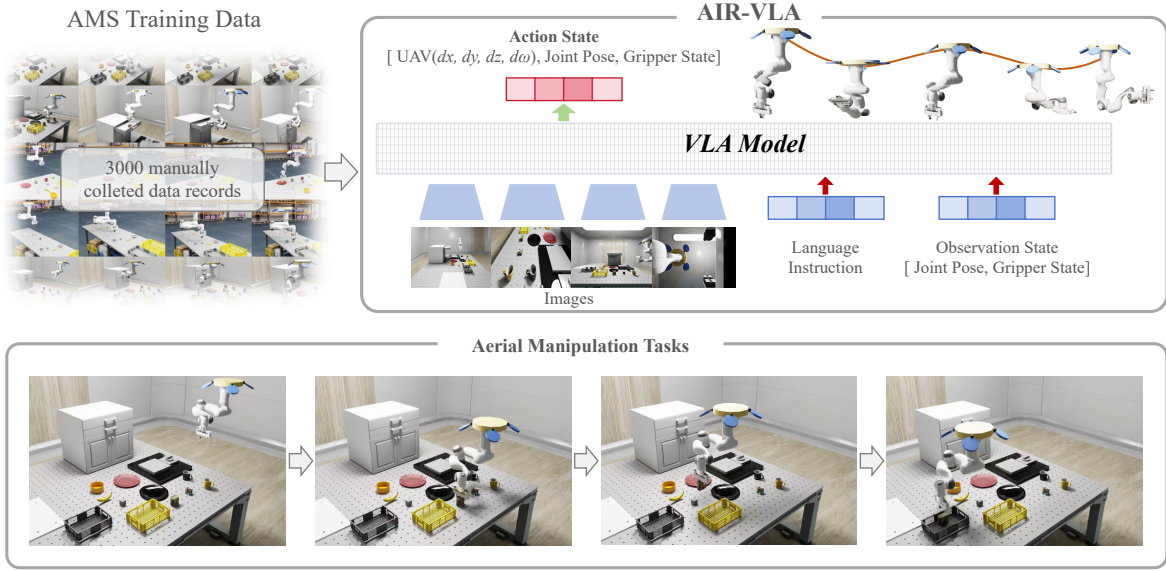 AMS Training Data
3000 manually
colleted data records
AIR-VLA
Action State
[ UAV(dx, dy, dz, dω), Joint Pose, Gripper State]
VLA Model
Images
Language
Instruction
Observation State
[ Joint Pose, Gripper State]
Aerial Manipulation Tasks